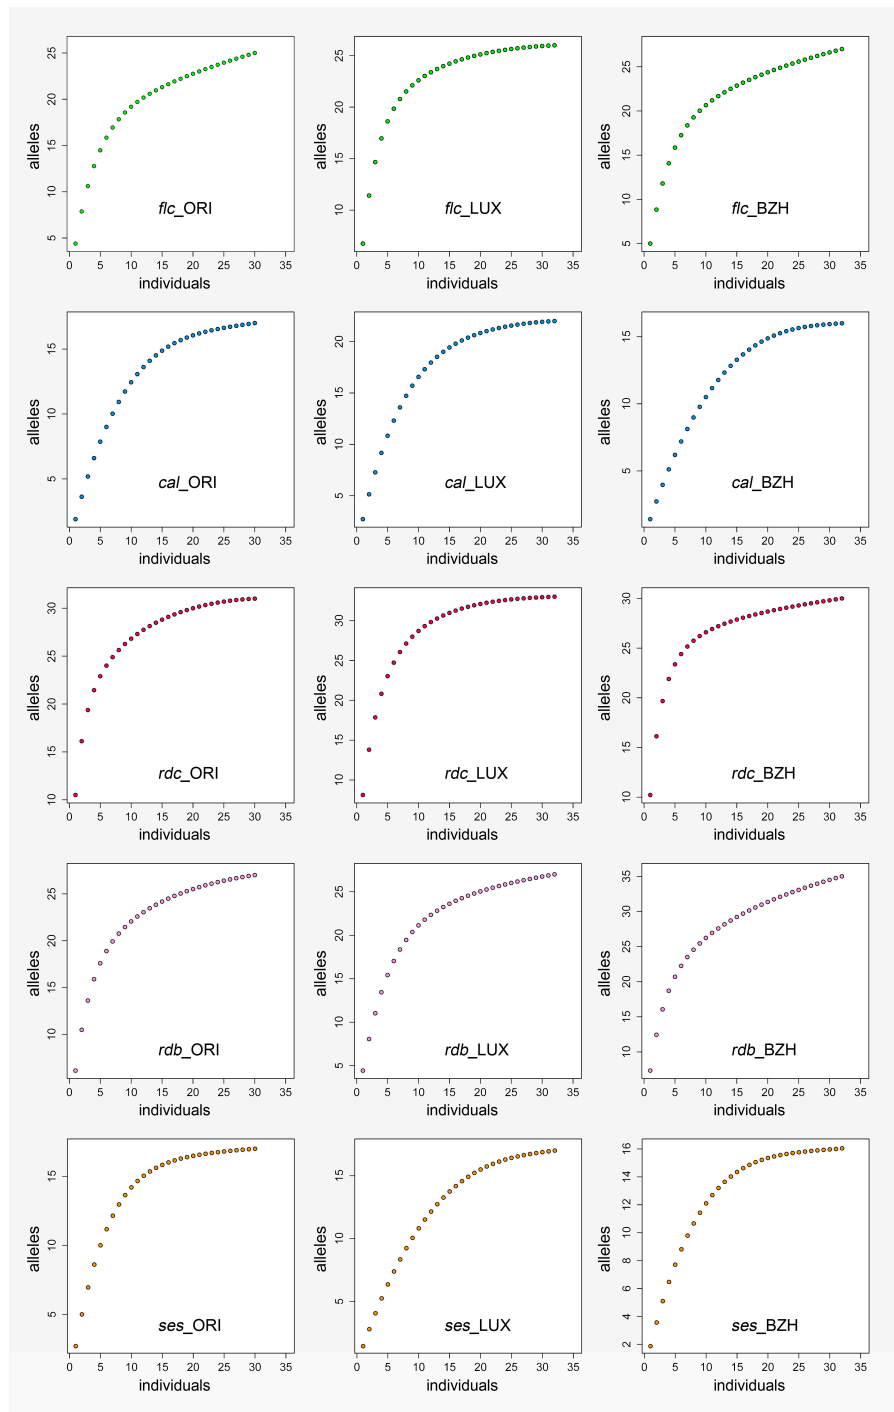 alleles
25
20
15
10
5
flc_ORI
0 5 10 15 20 25 30 35
individuals
alleles
25
20
15
10
flc_LUX
0 5 10 15 20 25 30 35
individuals
alleles
25
20
15
10
5
flc_BZH
0 5 10 15 20 25 30 35
individuals
alleles
15
10
5
cal_ORI
0 5 10 15 20 25 30 35
individuals
alleles
20
15
10
5
cal_LUX
0 5 10 15 20 25 30 35
individuals
alleles
15
10
5
cal_BZH
0 5 10 15 20 25 30 35
individuals
alleles
30
25
20
15
10
rdc_ORI
0 5 10 15 20 25 30 35
individuals
alleles
30
25
20
15
10
rdc_LUX
0 5 10 15 20 25 30 35
individuals
alleles
30
25
20
15
10
rdc_BZH
0 5 10 15 20 25 30 35
individuals
alleles
25
20
15
10
rdb_ORI
0 5 10 15 20 25 30 35
individuals
alleles
25
20
15
10
5
rdb_LUX
0 5 10 15 20 25 30 35
individuals
alleles
35
30
25
20
15
10
rdb_BZH
0 5 10 15 20 25 30 35
individuals
alleles
15
10
5
ses_ORI
0 5 10 15 20 25 30 35
individuals
alleles
15
10
5
ses_LUX
0 5 10 15 20 25 30 35
individuals
alleles
16
14
12
10
8
6
4
2
ses_BZH
0 5 10 15 20 25 30 35
individuals